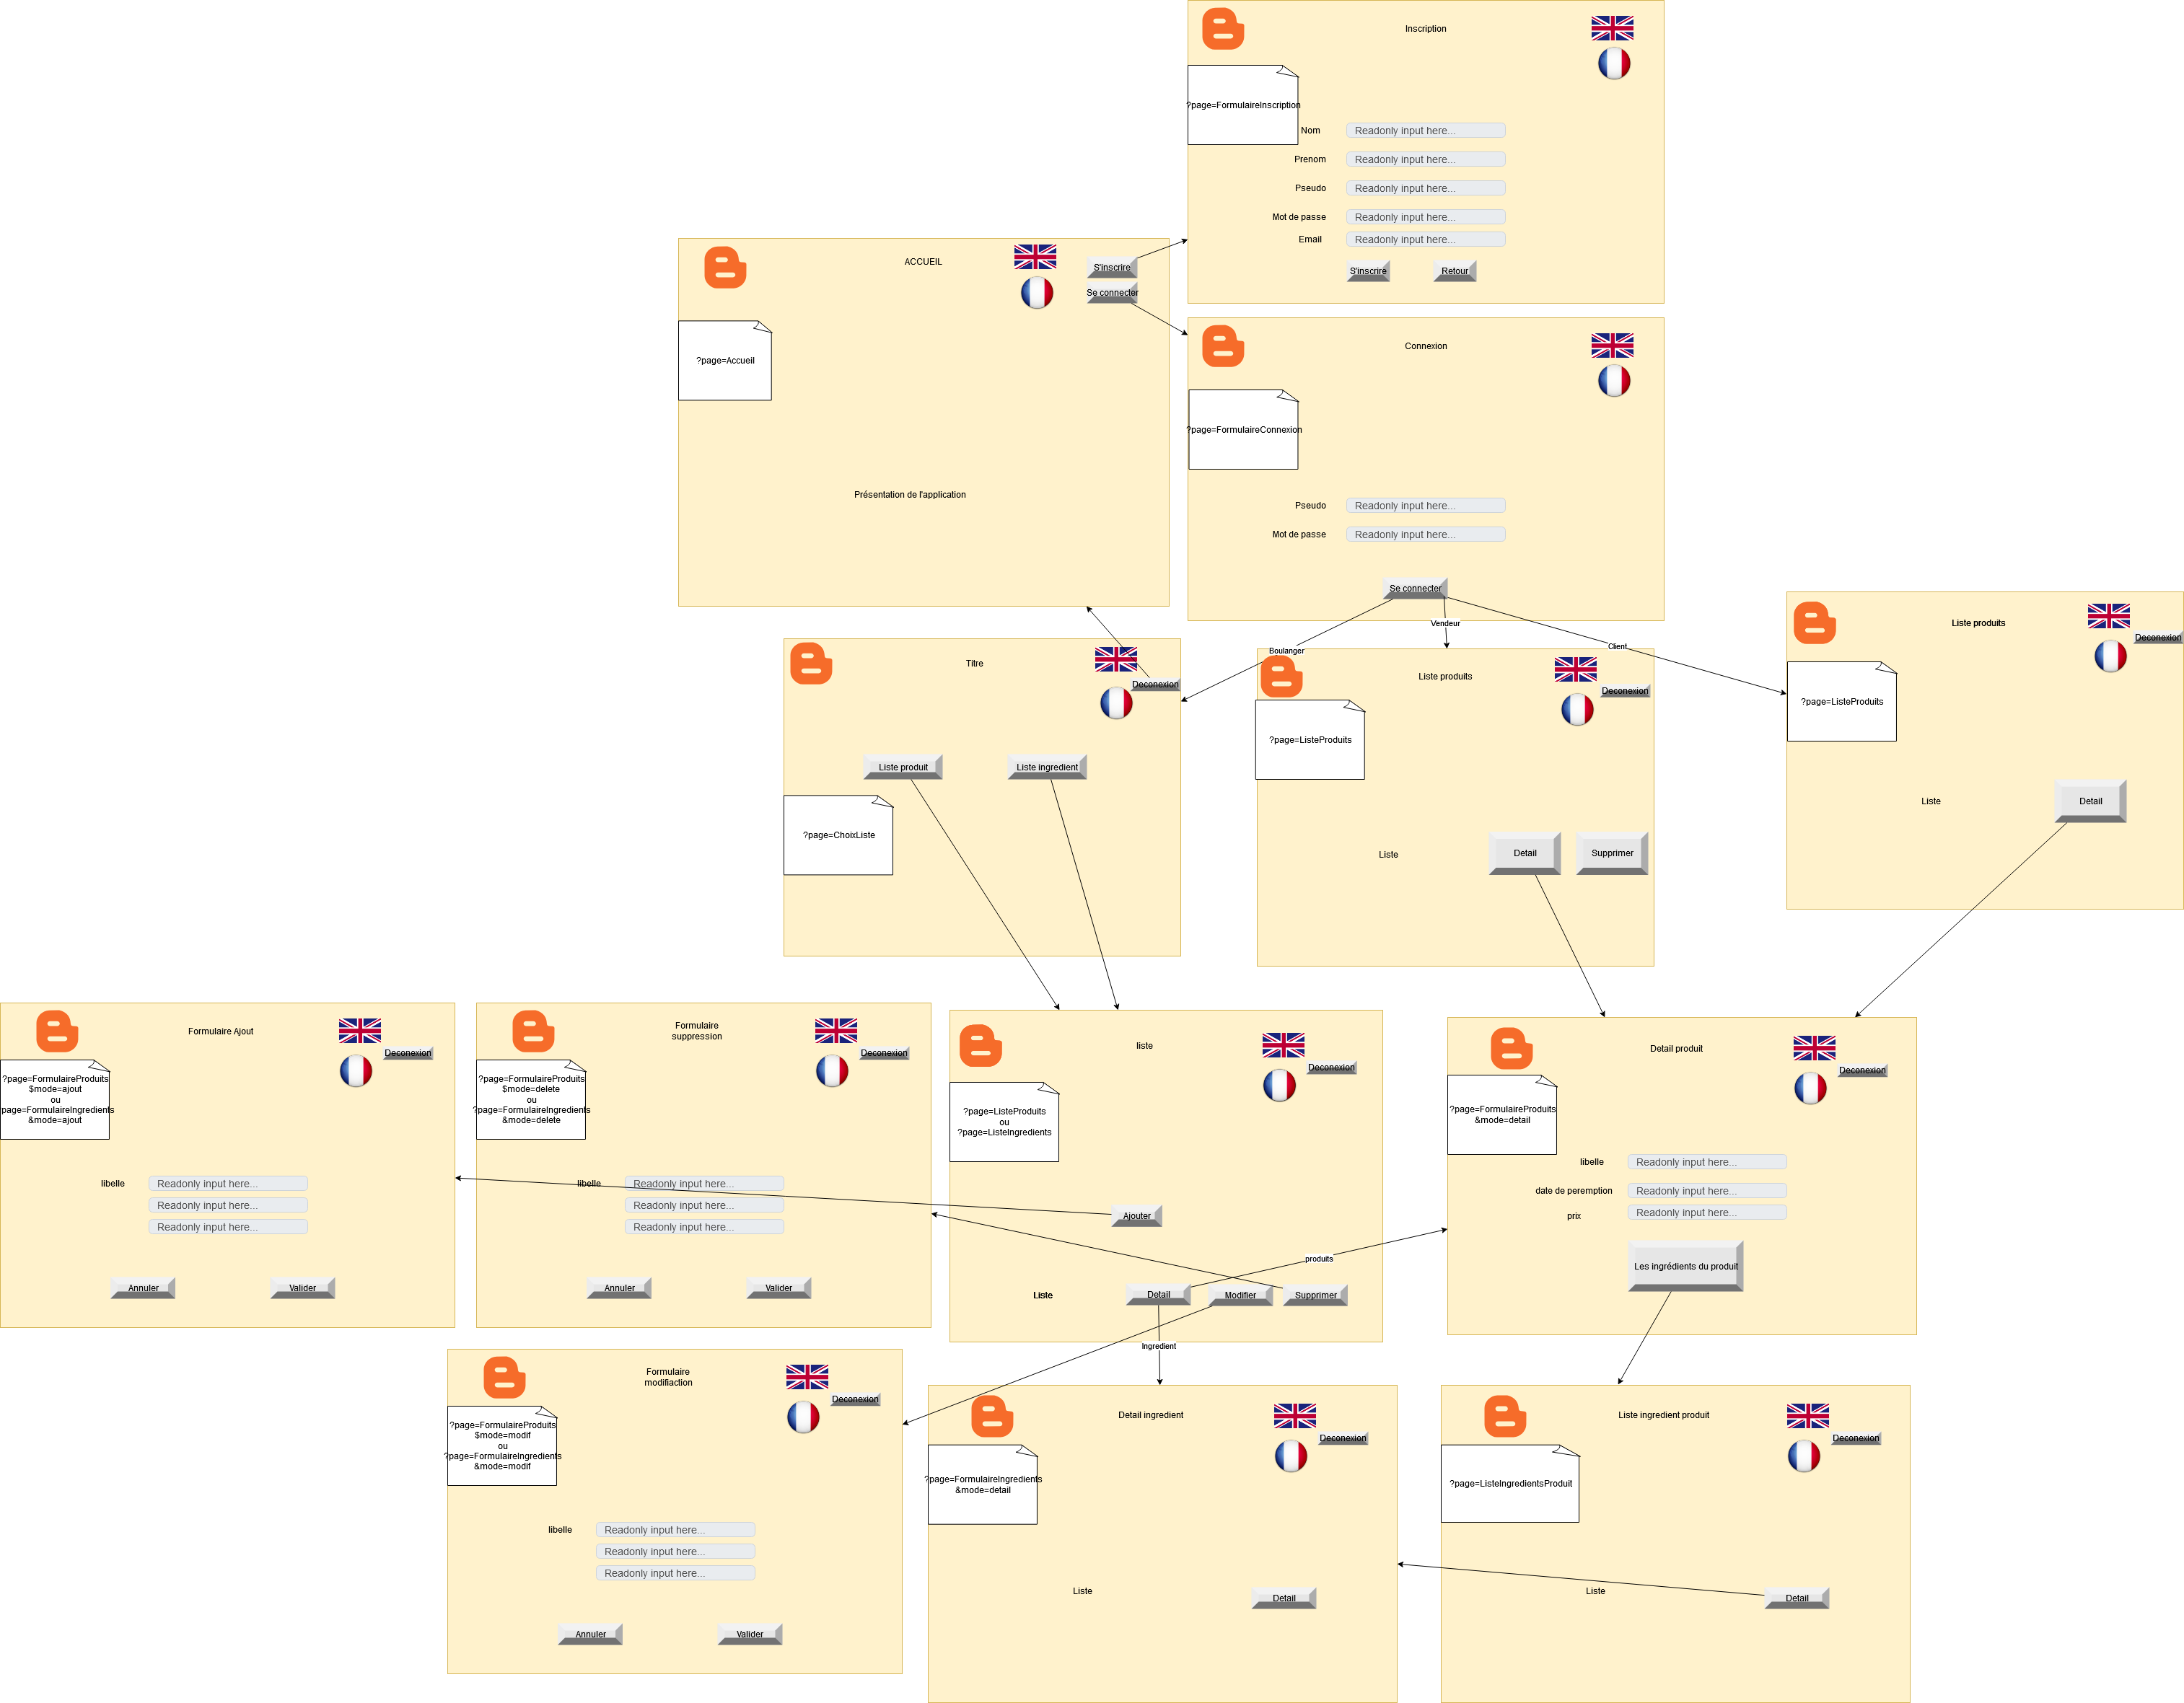 Inscription
?page=FormulaireInscription
Nom
Readonly input here...
Prenom
Readonly input here...
Pseudo
Readonly input here...
Mot de passe
Readonly input here...
Email
Readonly input here...
S'inscrire
Retour
ACCUEIL
S'inscrire
Se connecter
?page=Accueil
Présentation de l'application
Connexion
?page=FormulaireConnexion
Pseudo
Readonly input here...
Mot de passe
Readonly input here...
Se connecter
Boulanger
Vendeur
Client
Titre
Deconexion
Liste produit
Liste ingredient
?page=ChoixListe
Liste produits
Deconexion
?page=ListeProduits
Liste
Detail
Supprimer
Liste produits
Deconexion
?page=ListeProduits
Liste
Detail
Formulaire Ajout
Deconexion
?page=FormulaireProduits
$mode=ajout
ou
?page=FormulaireIngredients
&mode=ajout
libelle
Readonly input here...
Readonly input here...
Readonly input here...
Annuler
Valider
Formulaire
suppression
Deconexion
?page=FormulaireProduits
$mode=delete
ou
?page=FormulaireIngredients
&mode=delete
libelle
Readonly input here...
Readonly input here...
Readonly input here...
Annuler
Valider
liste
Deconexion
?page=ListeProduits
ou
?page=ListeIngredients
Ajouter
Liste
Detail
Modifier
Supprimer
produits
Ingredient
Detail produit
Deconexion
?page=FormulaireProduits
&mode=detail
libelle
Readonly input here...
date de peremption
Readonly input here...
prix
Readonly input here...
Les ingrédients du produit
Formulaire
modifiaction
Deconexion
?page=FormulaireProduits
$mode=modif
ou
?page=FormulaireIngredients
&mode=modif
libelle
Readonly input here...
Readonly input here...
Readonly input here...
Annuler
Valider
Detail ingredient
Deconexion
?page=FormulaireIngredients
&mode=detail
Liste
Detail
Liste ingredient produit
Deconexion
?page=ListeIngredientsProduit
Liste
Detail